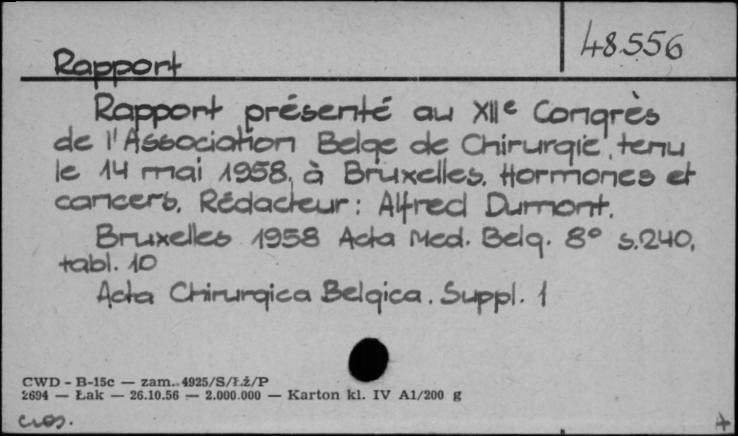 48.556
Rapport
Rapport présenté au XIIe Congrès
de l'Association Belge de Chirurgie, tenu
le 14 mai 1958, à Bruxelles. Hormones et
cancers. Rédacteur: Alfred Dumont.
Bruxelles 1958 Acta Med. Belg. 8° s.240,
tabl. 10
Acta Chirurgica Belgica. Suppl. 1
CWD - B-15c — zam. 4925/S/Ł.ż/P
2694 — Łak — 26.10.56 — 2.000.000 — Karton kl. IV A1/200 g